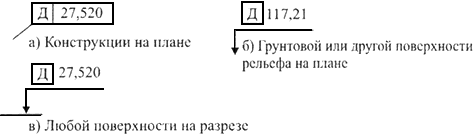 Д 27,520
а) Конструкции на плане
Д 117,21
б) Грунтовой или другой поверхности
рельефа на плане
Д 27,520
в) Любой поверхности на разрезе